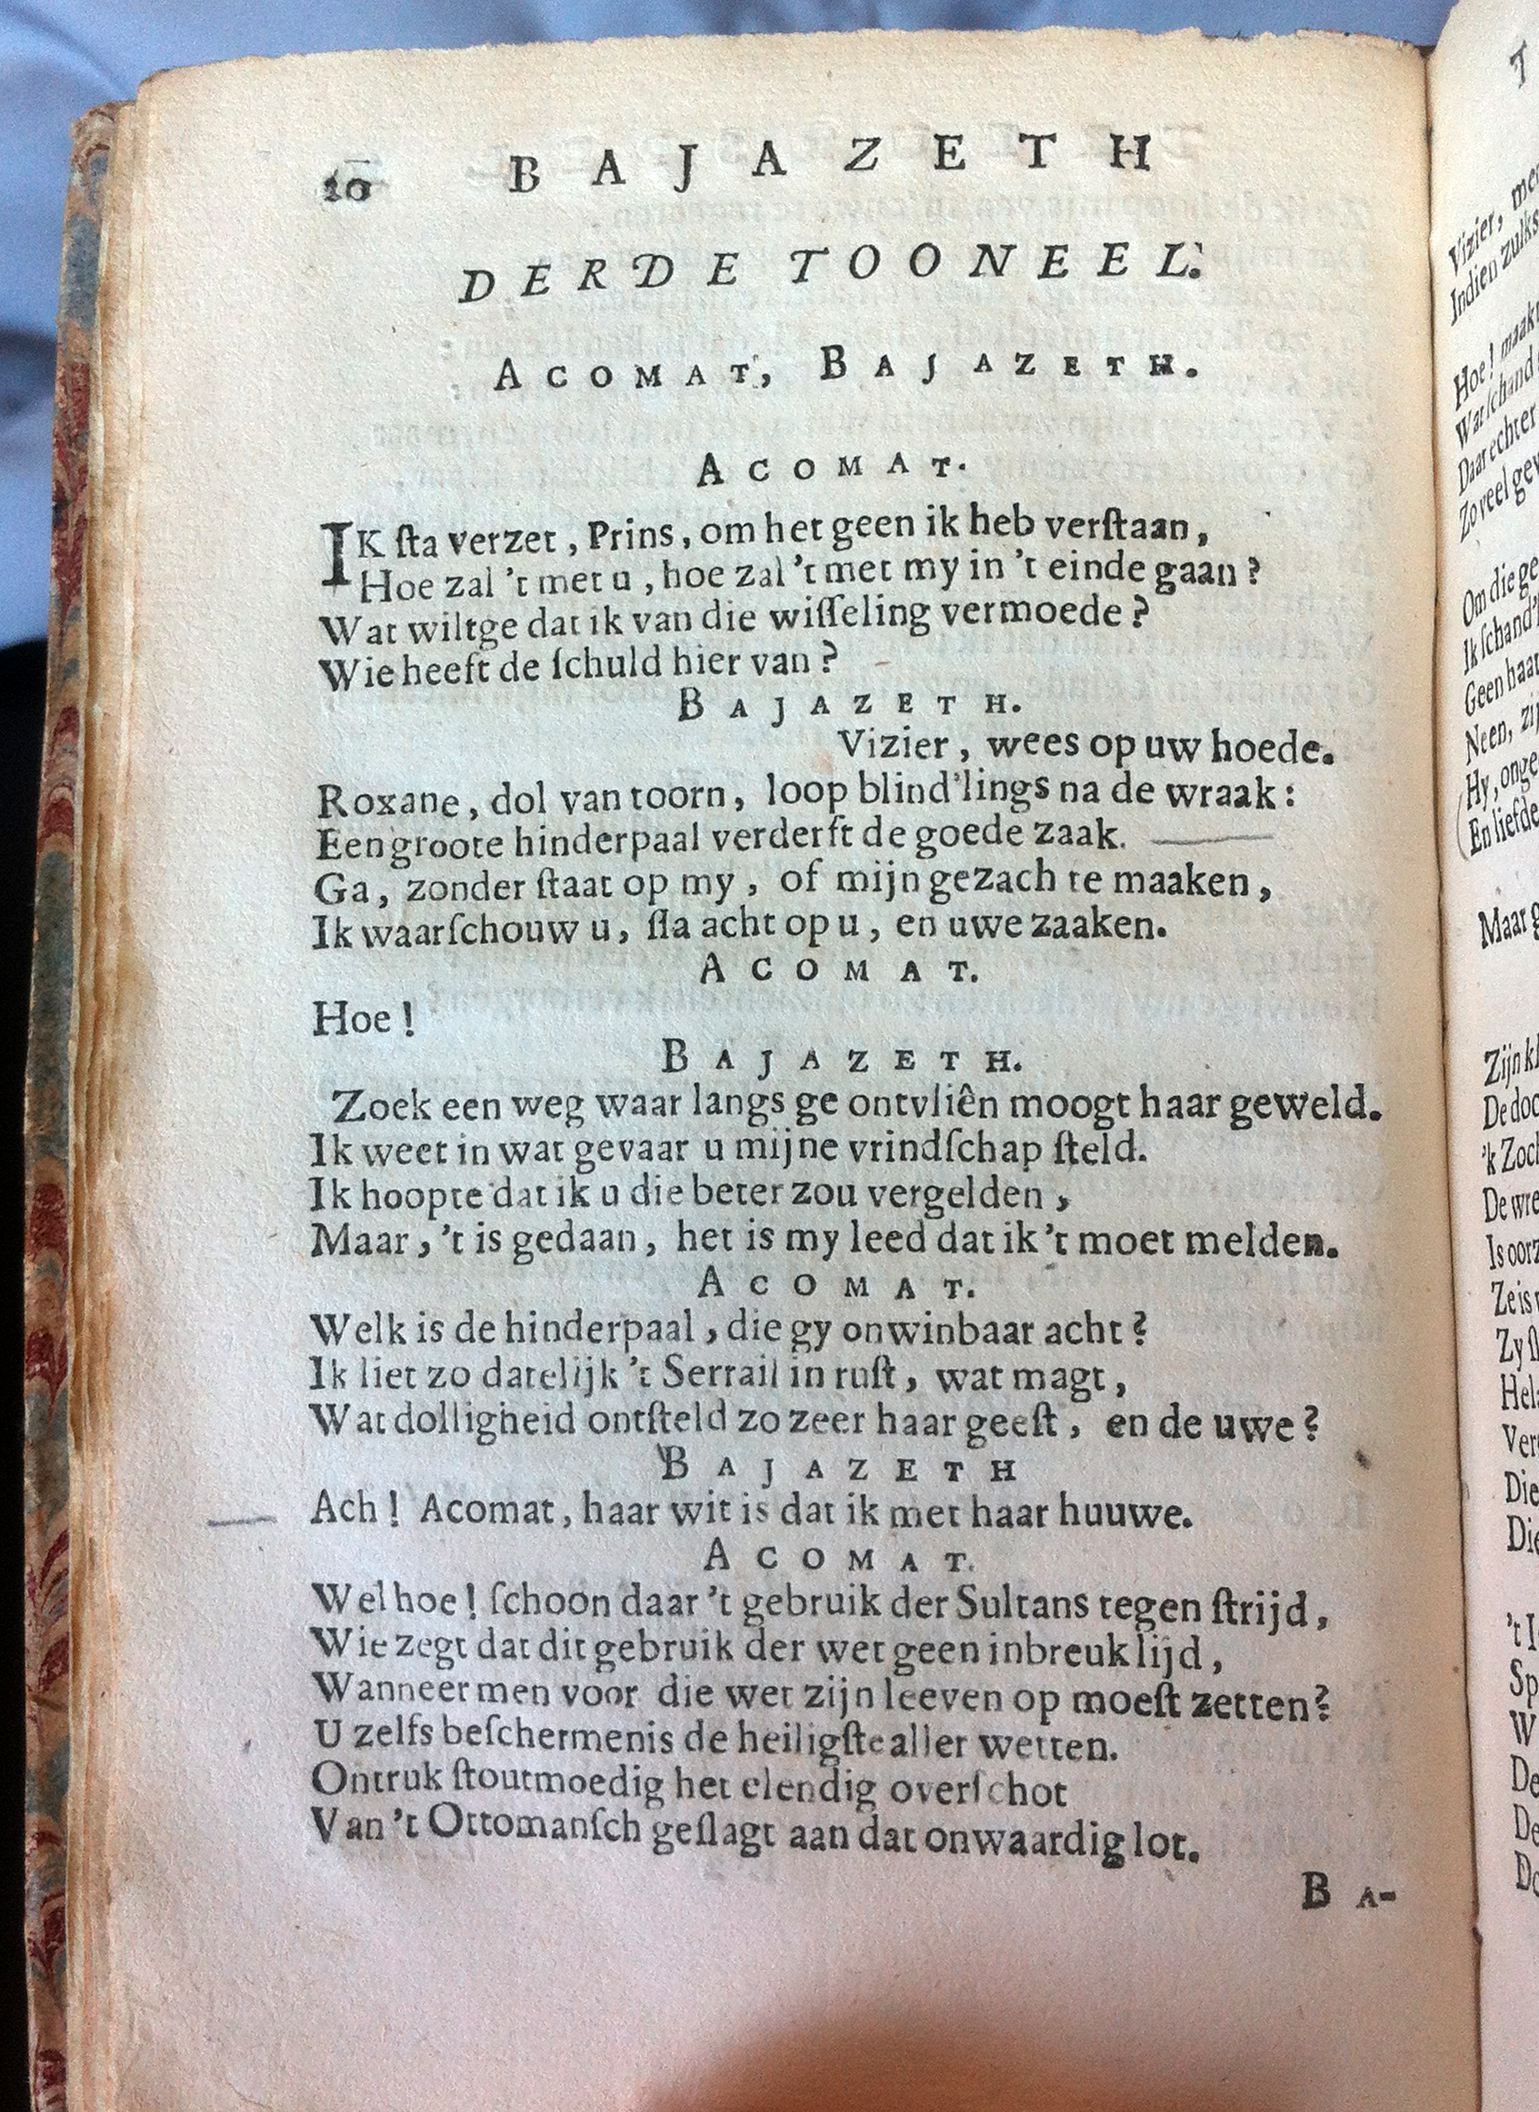 20 BAJAZETH
DERDE TOONEEL.
ACOMAT, BAJAZETH.
ACOMAT.
IK ſta verzet, Prins, om het geen ik heb verſtaan,
Hoe zal 't met u, hoe zal 't met my in 't einde gaan?
Wat wiltge dat ik van die wiſſeling vermoede?
Wie heeft de ſchuld hier van?
BAJAZETH.
Vizier, wees op uw hoede.
Roxane, dol van toorn, loop blind'lings na de wraak:
Een groote hinderpaal verderft de goede zaak.
Ga, zonder ſtaat op my, of mijn gezach te maaken,
Ik waarſchouw u, ſla acht op u, en uwe zaaken.
ACOMAT.
Hoe!
BAJAZETH.
Zoek een weg waar langs ge ontvliên moogt haar geweld.
Ik weet in wat gevaar u mijne vrindſchap ſteld.
Ik hoopte dat ik u die beter zou vergelden,
Maar, 't is gedaan, het is my leed dat ik 't moet melden.
ACOMAT.
Welk is de hinderpaal, die gy onwinbaar acht?
Ik liet zo datelijk 't Serrail in ruſt, wat magt,
Wat dolligheid ontſteld zo zeer haar geeſt, en de uwe?
BAJAZETH
Ach! Acomat, haar wit is dat ik met haar huuwe.
ACOMAT.
Wel hoe! ſchoon daar 't gebruik der Sultans tegen ſtrijd,
Wie zegt dat dit gebruik der wet geen inbreuk lijd,
Wanneer men voor die wet zijn leeven op moeſt zetten?
U zelfs beſchermenis de heiligſte aller wetten.
Ontruk ſtoutmoedig het elendig overſchot
Van 't Ottomanſch geſlagt aan dat onwaardig lot.
BA-